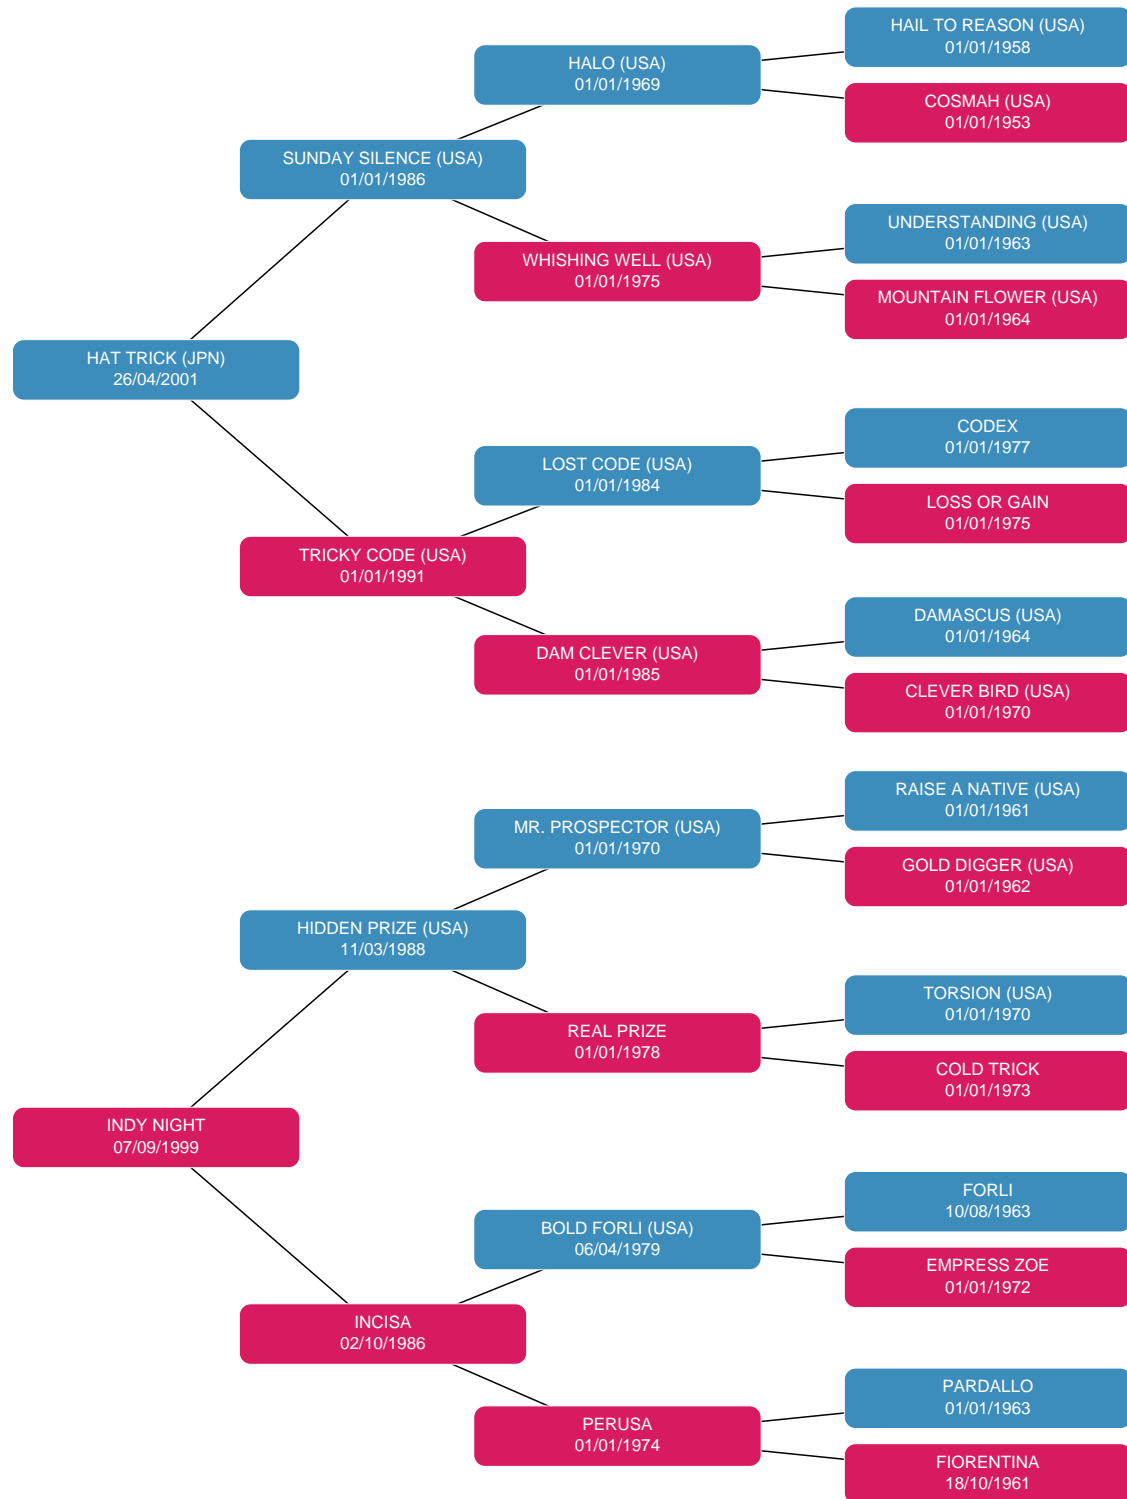 HAIL TO REASON (USA)
01/01/1958
HALO (USA)
01/01/1969
COSMAH (USA)
01/01/1953
SUNDAY SILENCE (USA)
01/01/1986
UNDERSTANDING (USA)
01/01/1963
WHISHING WELL (USA)
01/01/1975
MOUNTAIN FLOWER (USA)
01/01/1964
HAT TRICK (JPN)
26/04/2001
CODEX
01/01/1977
LOST CODE (USA)
01/01/1984
LOSS OR GAIN
01/01/1975
TRICKY CODE (USA)
01/01/1991
DAMASCUS (USA)
01/01/1964
DAM CLEVER (USA)
01/01/1985
CLEVER BIRD (USA)
01/01/1970
RAISE A NATIVE (USA)
01/01/1961
MR. PROSPECTOR (USA)
01/01/1970
GOLD DIGGER (USA)
01/01/1962
HIDDEN PRIZE (USA)
11/03/1988
TORSION (USA)
01/01/1970
REAL PRIZE
01/01/1978
COLD TRICK
01/01/1973
INDY NIGHT
07/09/1999
FORLI
10/08/1963
BOLD FORLI (USA)
06/04/1979
EMPRESS ZOE
01/01/1972
INCISA
02/10/1986
PARDALLO
01/01/1963
PERUSA
01/01/1974
FIORENTINA
18/10/1961